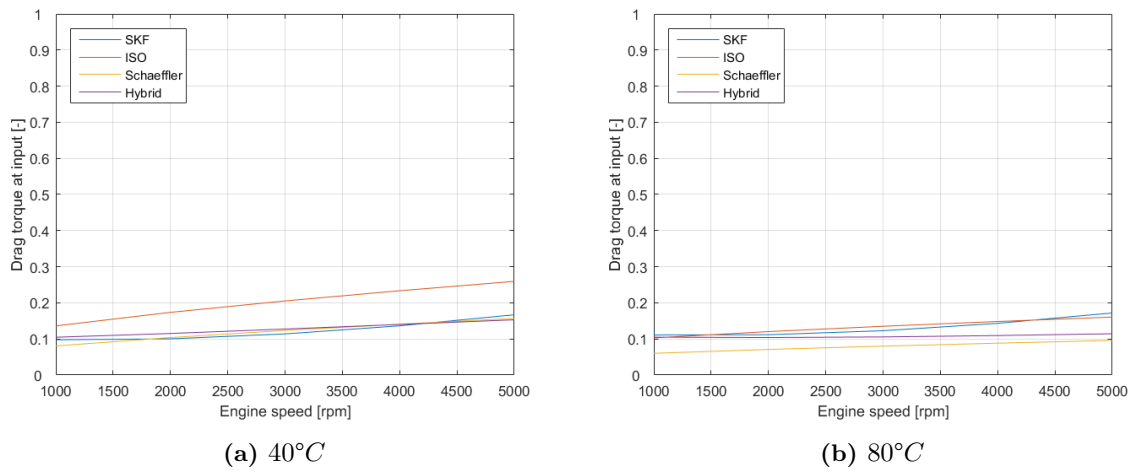 1
0.9
0.8
0.7
0.6
0.5
0.4
0.3
0.2
0.1
0
Drag torque at input [-]
SKF
ISO
Schaeffler
Hybrid
1000 1500 2000 2500 3000 3500 4000 4500 5000
Engine speed [rpm]
(a) 40°C
1
0.9
0.8
0.7
0.6
0.5
0.4
0.3
0.2
0.1
0
Drag torque at input [-]
SKF
ISO
Schaeffler
Hybrid
1000 1500 2000 2500 3000 3500 4000 4500 5000
Engine speed [rpm]
(b) 80°C